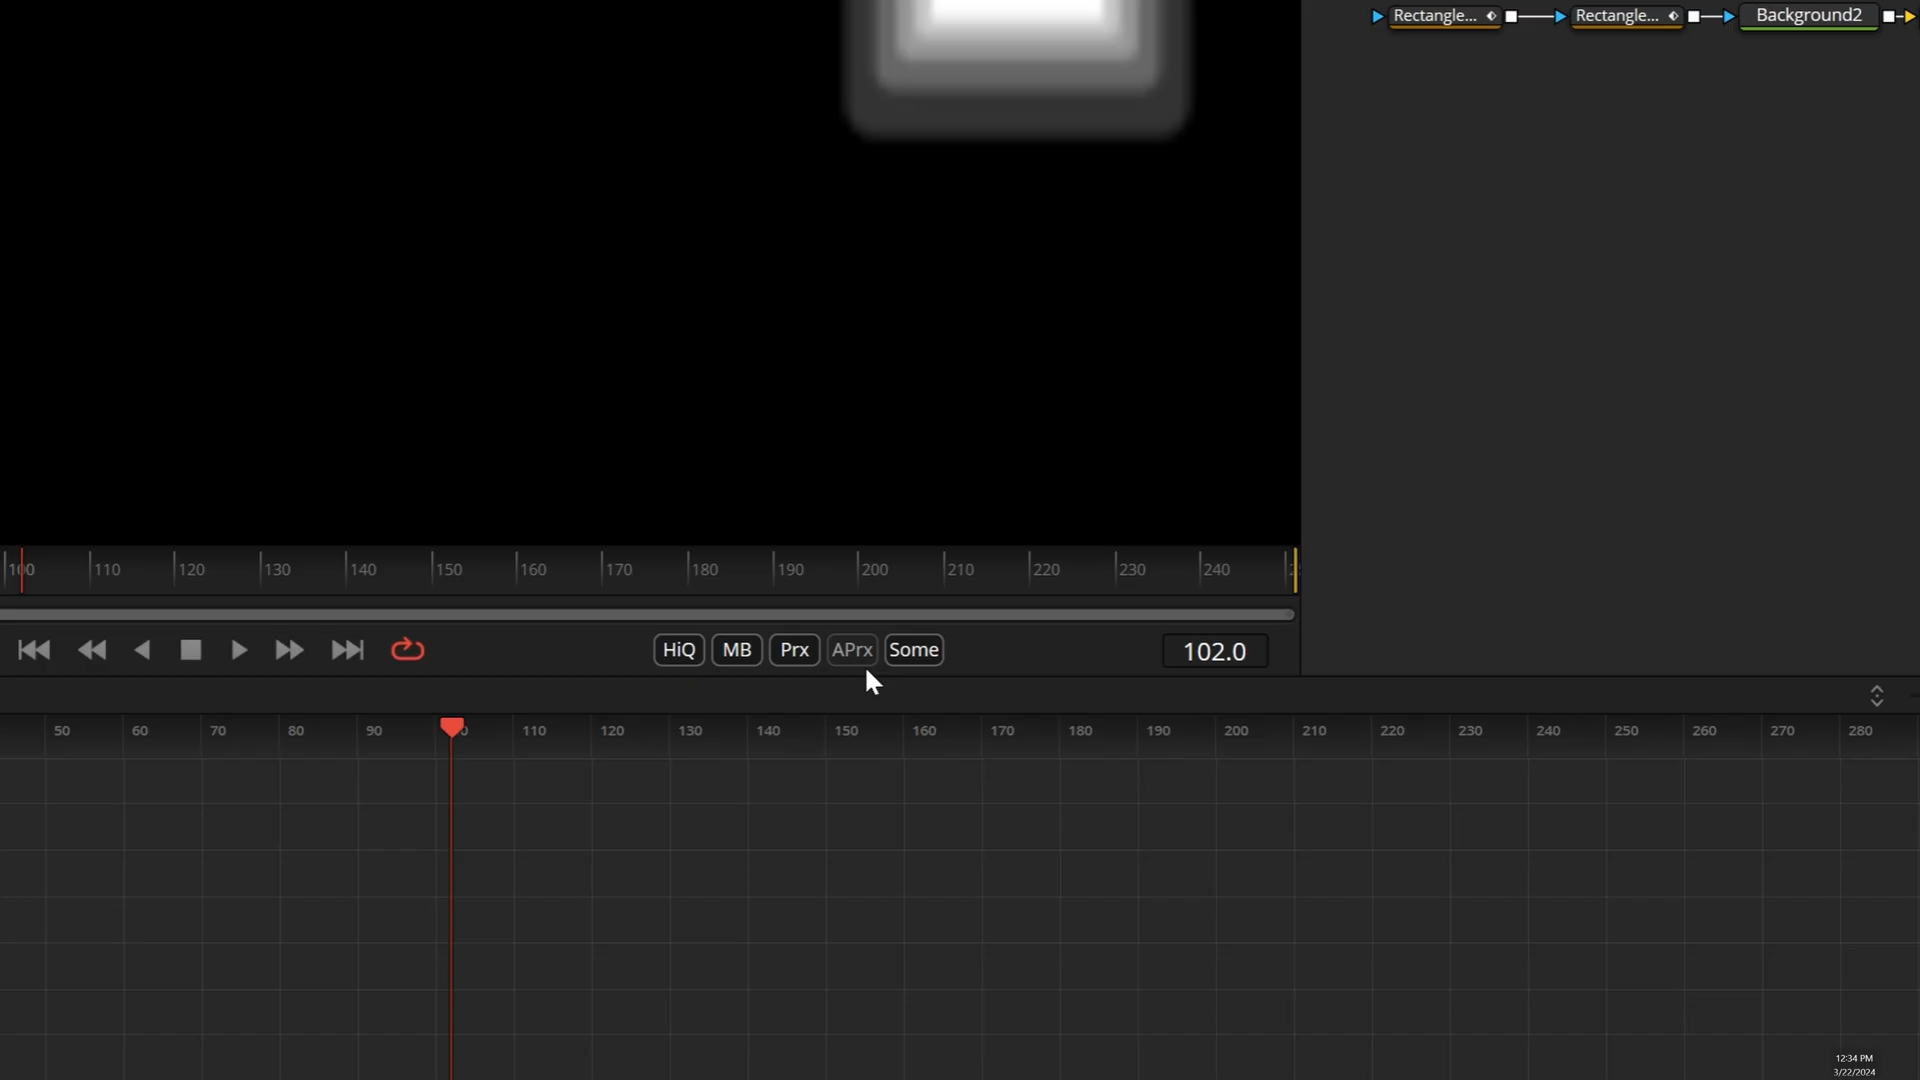 Rectangle... Rectangle... Background2
100 110 120 130 140 150 160 170 180 190 200 210 220 230 240
HiQ MB Prx APrx Some 102.0
50 60 70 80 90 110 120 130 140 150 160 170 180 190 200 210 220 230 240 250 260 270 280
12:34 PM
3/22/2024